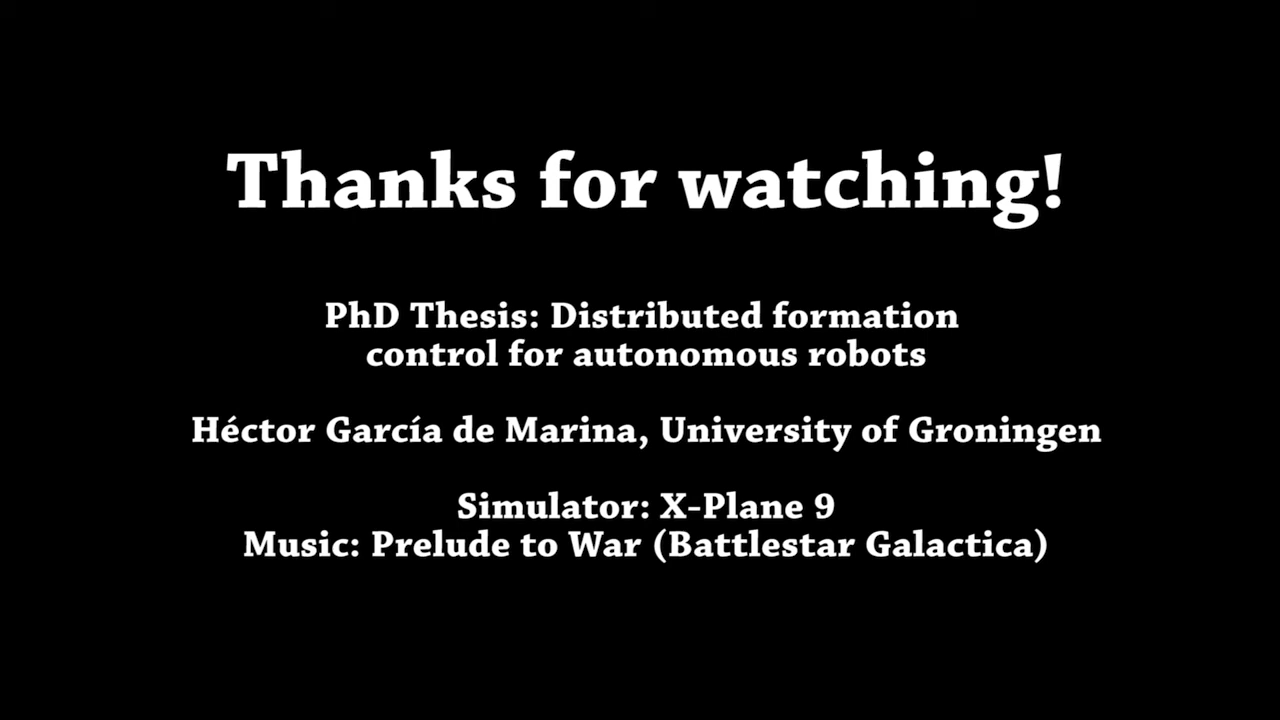 Thanks for watching!
PhD Thesis: Distributed formation
control for autonomous robots
Héctor García de Marina, University of Groningen
Simulator: X-Plane 9
Music: Prelude to War (Battlestar Galactica)